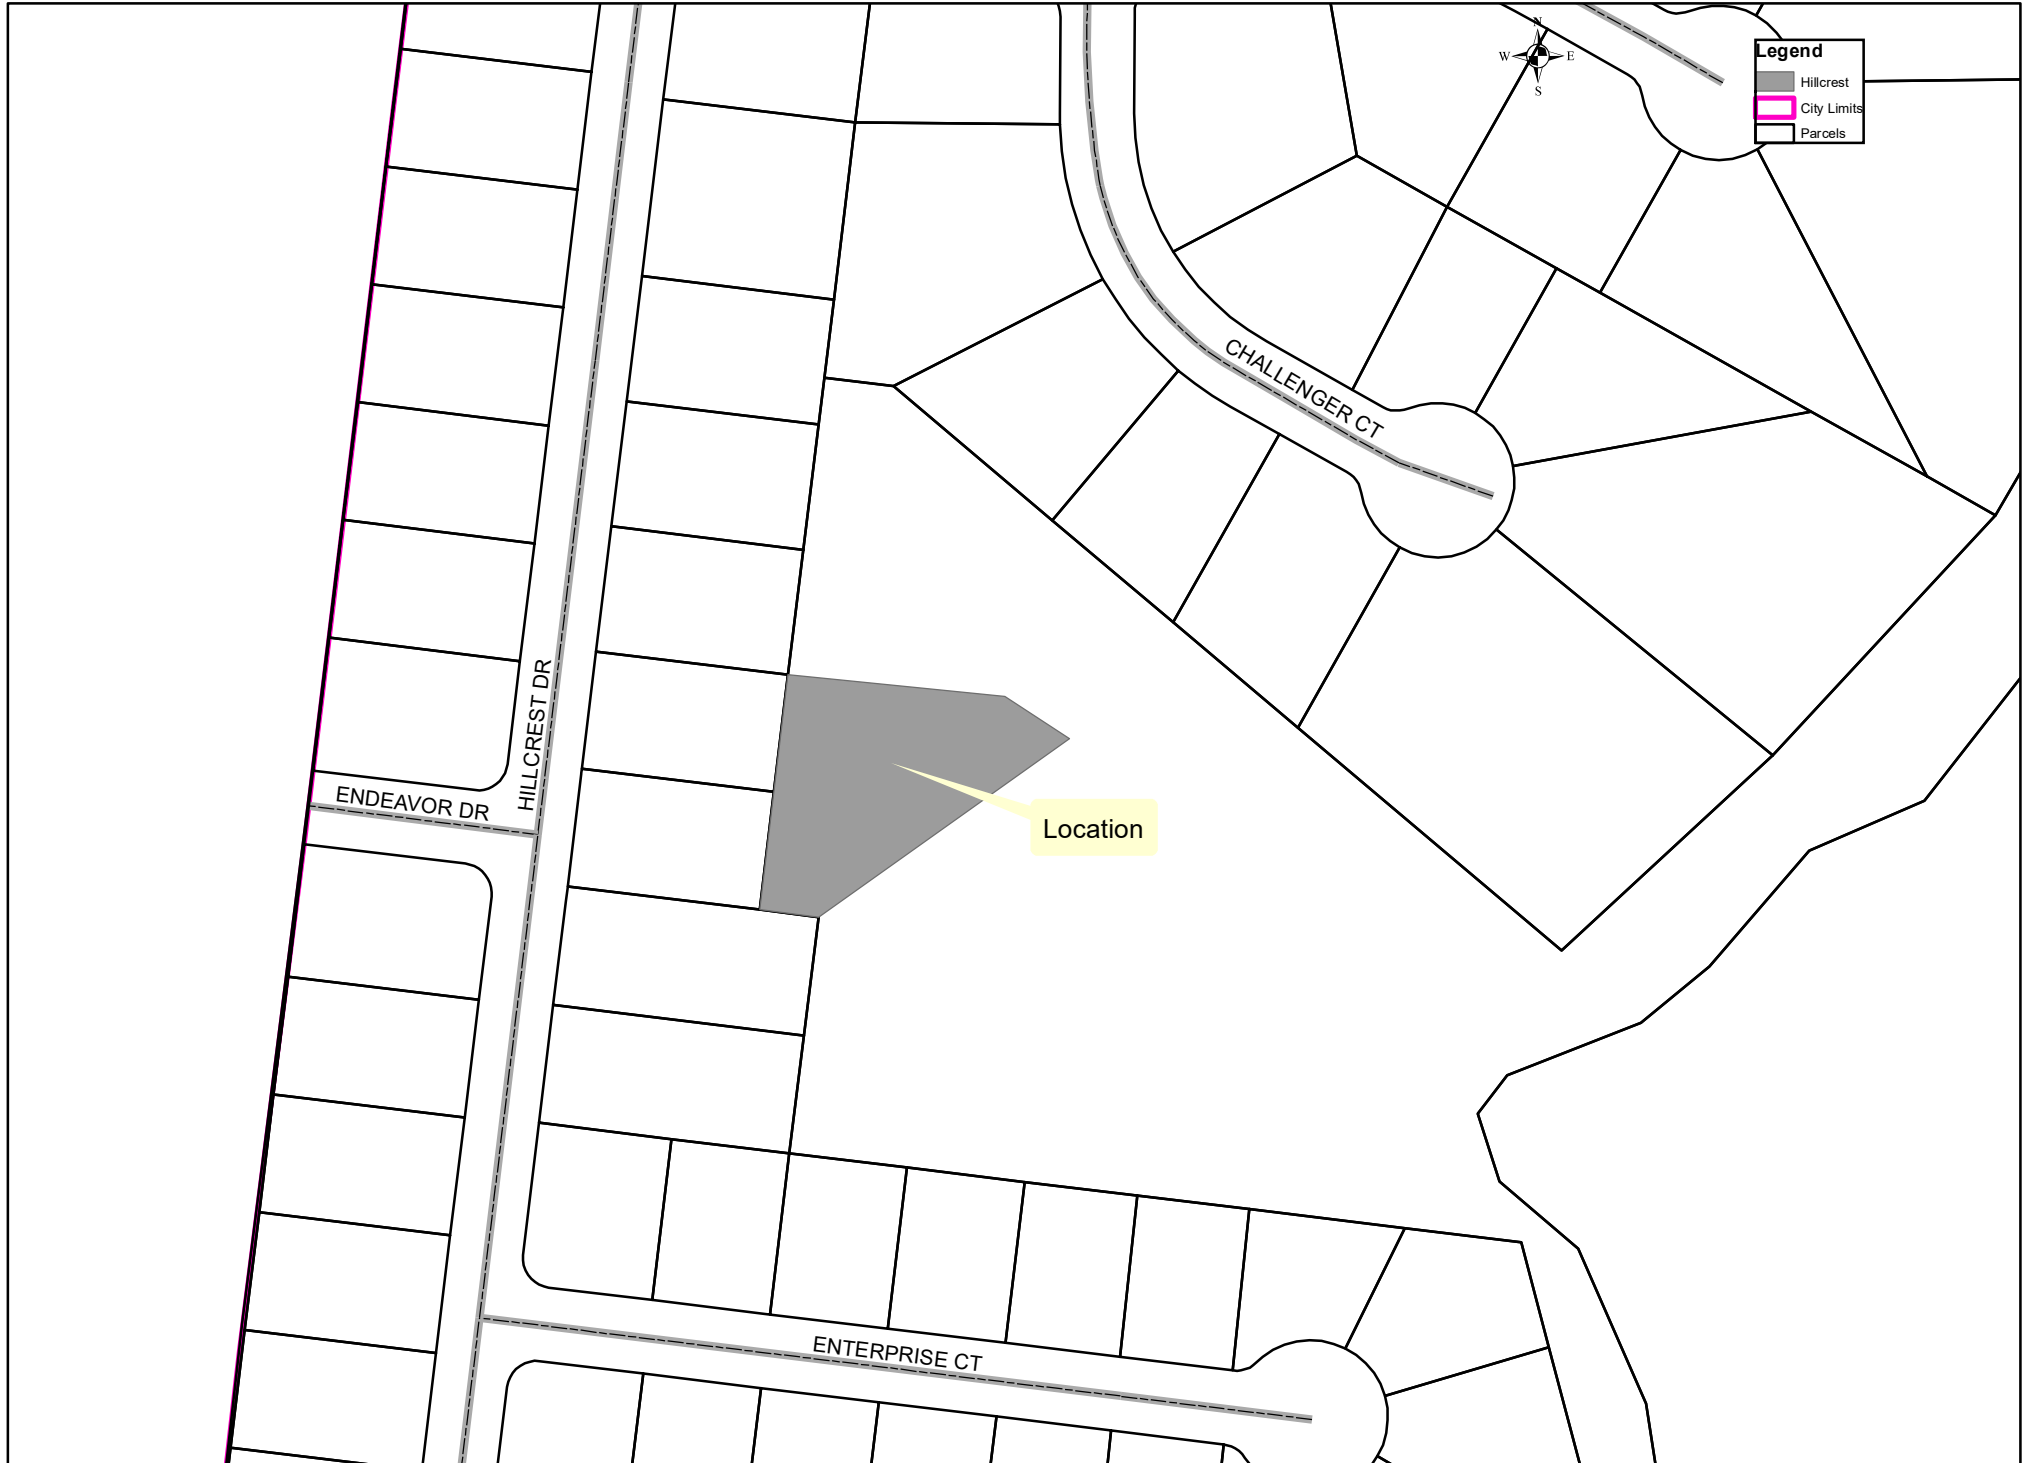 N
W
E
S
Legend
Hillcrest
City Limits
Parcels
CHALLENGER CT
HILLCREST DR
ENDEAVOR DR
Location
ENTERPRISE CT